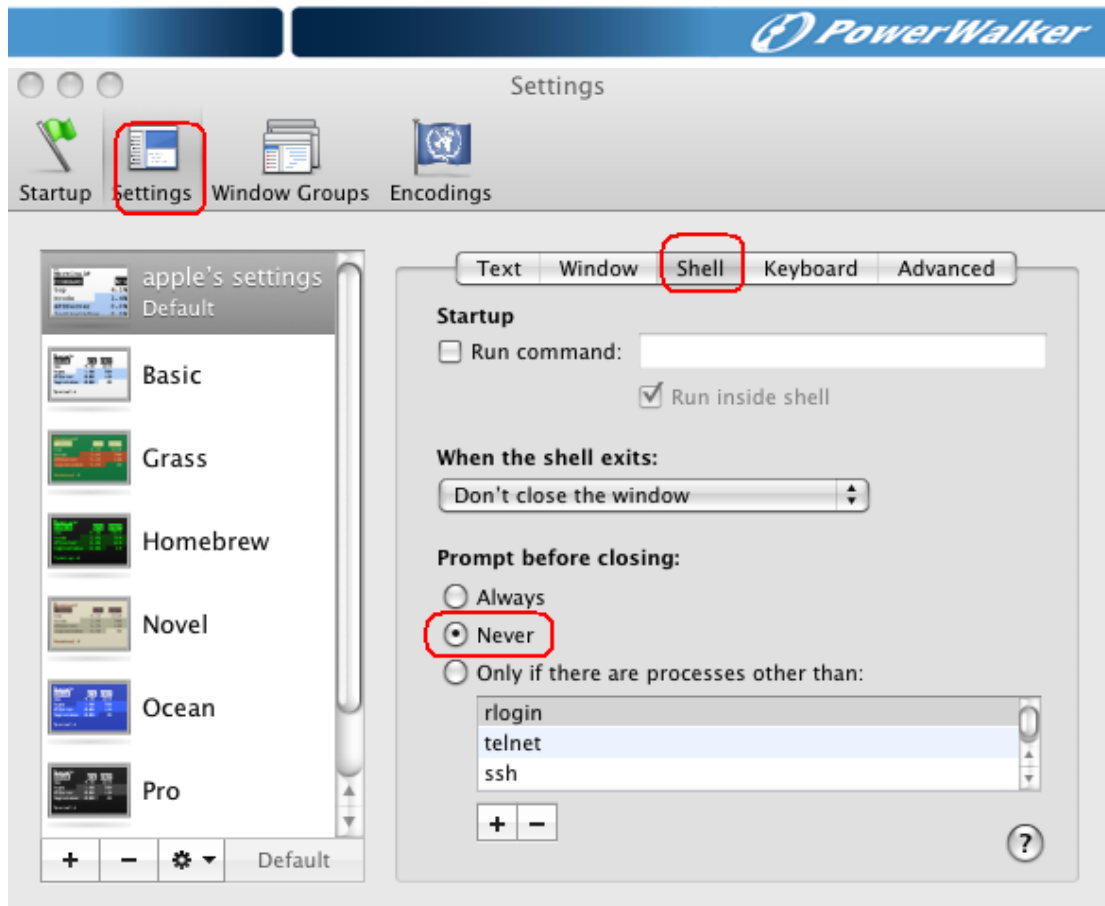 PowerWalker
Settings
Startup Settings Window Groups Encodings
apple's settings
Default
Basic
Grass
Homebrew
Novel
Ocean
Pro
+ − Default
Text Window Shell Keyboard Advanced
Startup
Run command:
Run inside shell
When the shell exits:
Don't close the window
Prompt before closing:
Always
Never
Only if there are processes other than:
rlogin
telnet
ssh
+ −
?